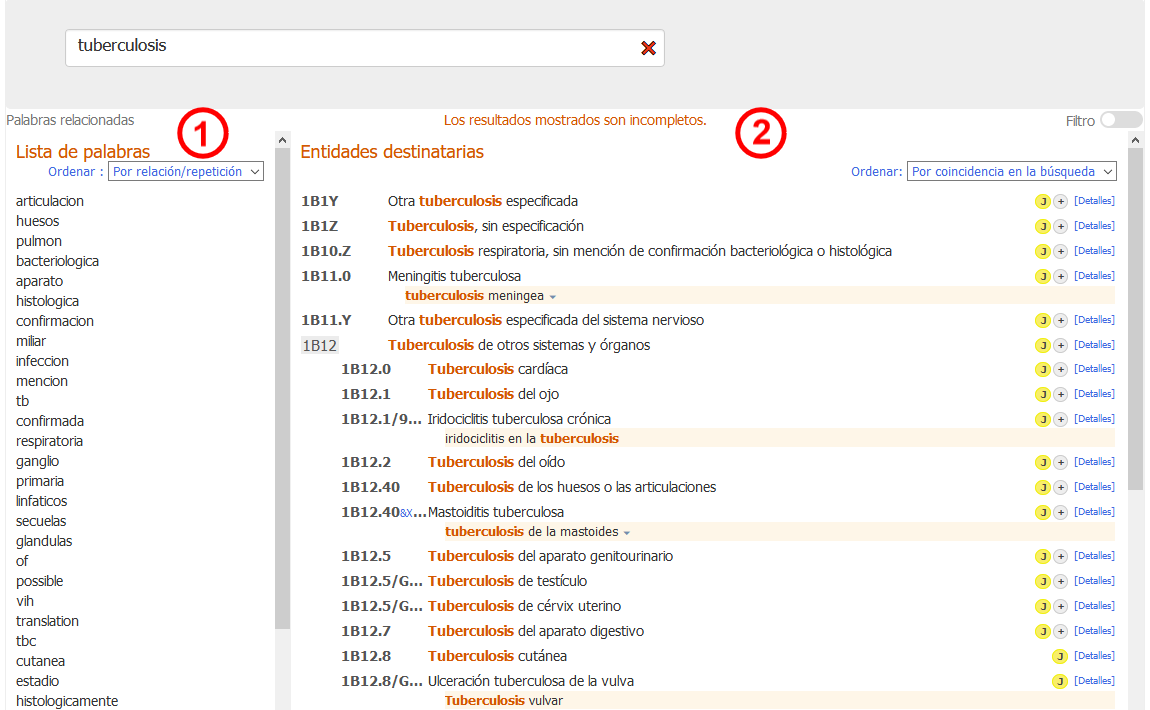 tuberculosis
Palabras relacionadas
1
Los resultados mostrados son incompletos.
2
Filtro
Lista de palabras
Ordenar : Por relación/repetición
articulacion
huesos
pulmon
bacteriologica
aparato
histologica
confirmacion
miliar
infeccion
mencion
tb
confirmada
respiratoria
ganglio
primaria
linfaticos
secuelas
glandulas
of
possible
vih
translation
tbc
cutanea
estadio
histologicamente
Entidades destinatarias
Ordenar: Por coincidencia en la búsqueda
1B1Y Otra tuberculosis especificada J + [Detalles]
1B1Z Tuberculosis, sin especificación J + [Detalles]
1B10.Z Tuberculosis respiratoria, sin mención de confirmación bacteriológica o histológica J + [Detalles]
1B11.0 Meningitis tuberculosa J + [Detalles]
tuberculosis meningea
1B11.Y Otra tuberculosis especificada del sistema nervioso J + [Detalles]
1B12 Tuberculosis de otros sistemas y órganos J + [Detalles]
1B12.0 Tuberculosis cardíaca J + [Detalles]
1B12.1 Tuberculosis del ojo J + [Detalles]
1B12.1/9... Iridociclitis tuberculosa crónica J + [Detalles]
iridociclitis en la tuberculosis
1B12.2 Tuberculosis del oído J + [Detalles]
1B12.40 Tuberculosis de los huesos o las articulaciones J + [Detalles]
1B12.40&X... Mastoiditis tuberculosa J + [Detalles]
tuberculosis de la mastoides
1B12.5 Tuberculosis del aparato genitourinario J + [Detalles]
1B12.5/G... Tuberculosis de testículo J + [Detalles]
1B12.5/G... Tuberculosis de cérvix uterino J + [Detalles]
1B12.7 Tuberculosis del aparato digestivo J + [Detalles]
1B12.8 Tuberculosis cutánea J [Detalles]
1B12.8/G... Ulceración tuberculosa de la vulva J [Detalles]
Tuberculosis vulvar